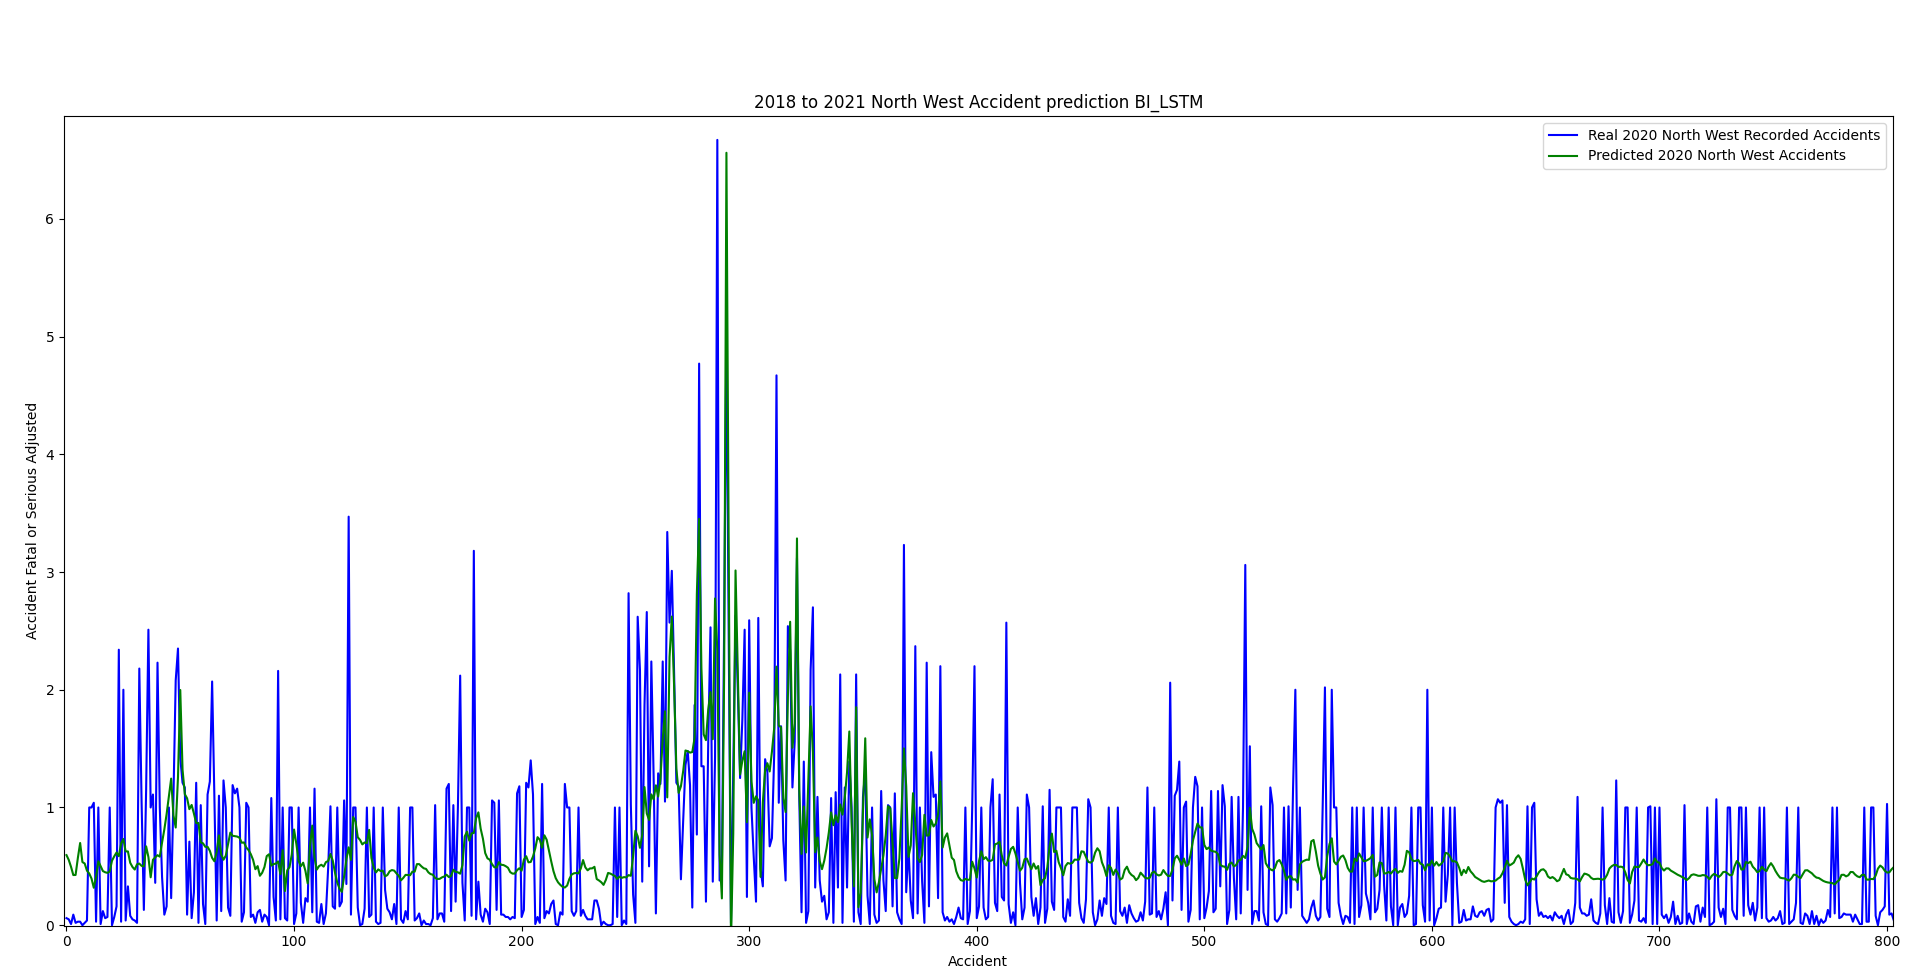 2018 to 2021 North West Accident prediction BI_LSTM
Real 2020 North West Recorded Accidents
Predicted 2020 North West Accidents
Accident Fatal or Serious Adjusted
6
5
4
3
2
1
0
0 100 200 300 400 500 600 700 800
Accident